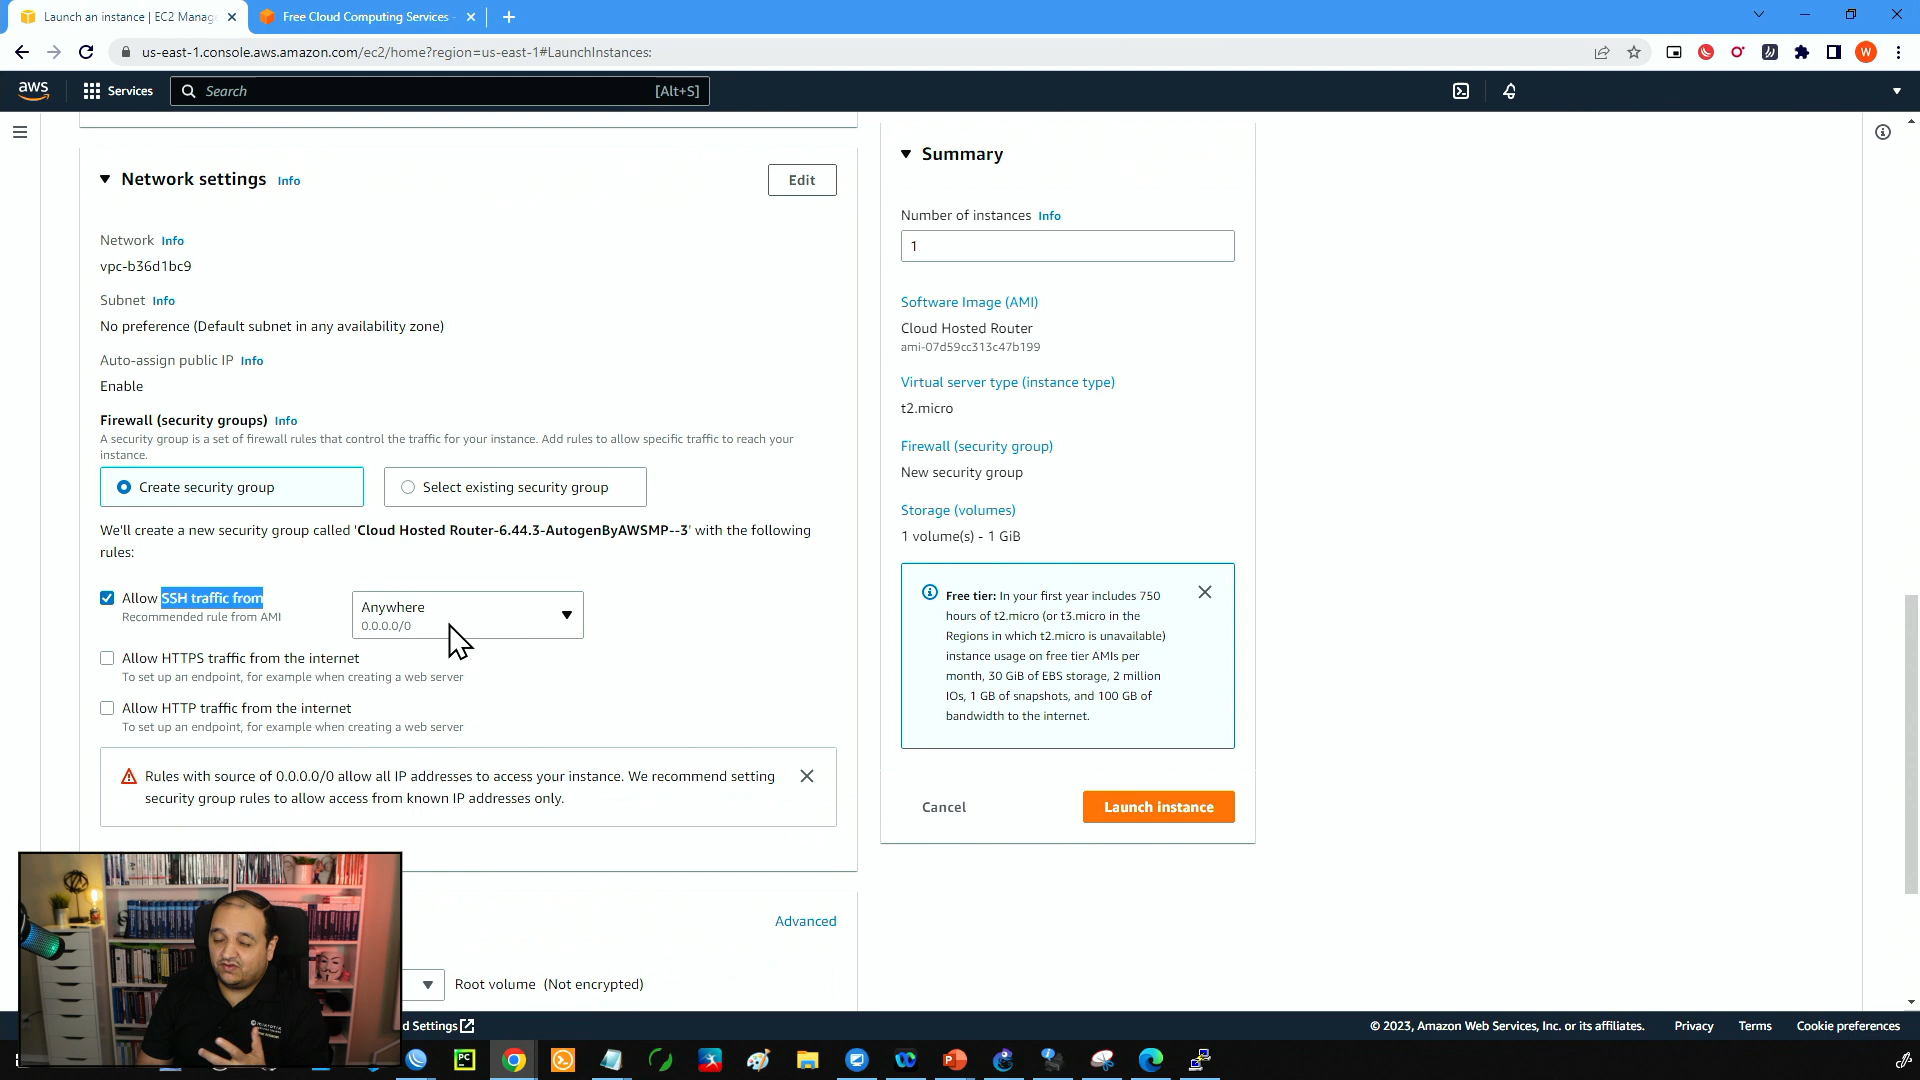 Launch an instance | EC2 Manag
Free Cloud Computing Services -
us-east-1.console.aws.amazon.com/ec2/home?region=us-east-1#LaunchInstances:
W
aws
Services
Search
[Alt+S]
Network settings Info
Edit
Network Info
vpc-b36d1bc9
Subnet Info
No preference (Default subnet in any availability zone)
Auto-assign public IP Info
Enable
Firewall (security groups) Info
A security group is a set of firewall rules that control the traffic for your instance. Add rules to allow specific traffic to reach your
instance.
Create security group
Select existing security group
We'll create a new security group called 'Cloud Hosted Router-6.44.3-AutogenByAWSMP--3' with the following
rules:
Allow SSH traffic from
Recommended rule from AMI
Anywhere
0.0.0.0/0
Allow HTTPS traffic from the internet
To set up an endpoint, for example when creating a web server
Allow HTTP traffic from the internet
To set up an endpoint, for example when creating a web server
Rules with source of 0.0.0.0/0 allow all IP addresses to access your instance. We recommend setting
security group rules to allow access from known IP addresses only.
Advanced
Root volume (Not encrypted)
Summary
Number of instances Info
1
Software Image (AMI)
Cloud Hosted Router
ami-07d59cc313c47b199
Virtual server type (instance type)
t2.micro
Firewall (security group)
New security group
Storage (volumes)
1 volume(s) - 1 GiB
Free tier: In your first year includes 750
hours of t2.micro (or t3.micro in the
Regions in which t2.micro is unavailable)
instance usage on free tier AMIs per
month, 30 GiB of EBS storage, 2 million
IOs, 1 GB of snapshots, and 100 GB of
bandwidth to the internet.
Cancel
Launch instance
d Settings
© 2023, Amazon Web Services, Inc. or its affiliates.
Privacy
Terms
Cookie preferences
PC